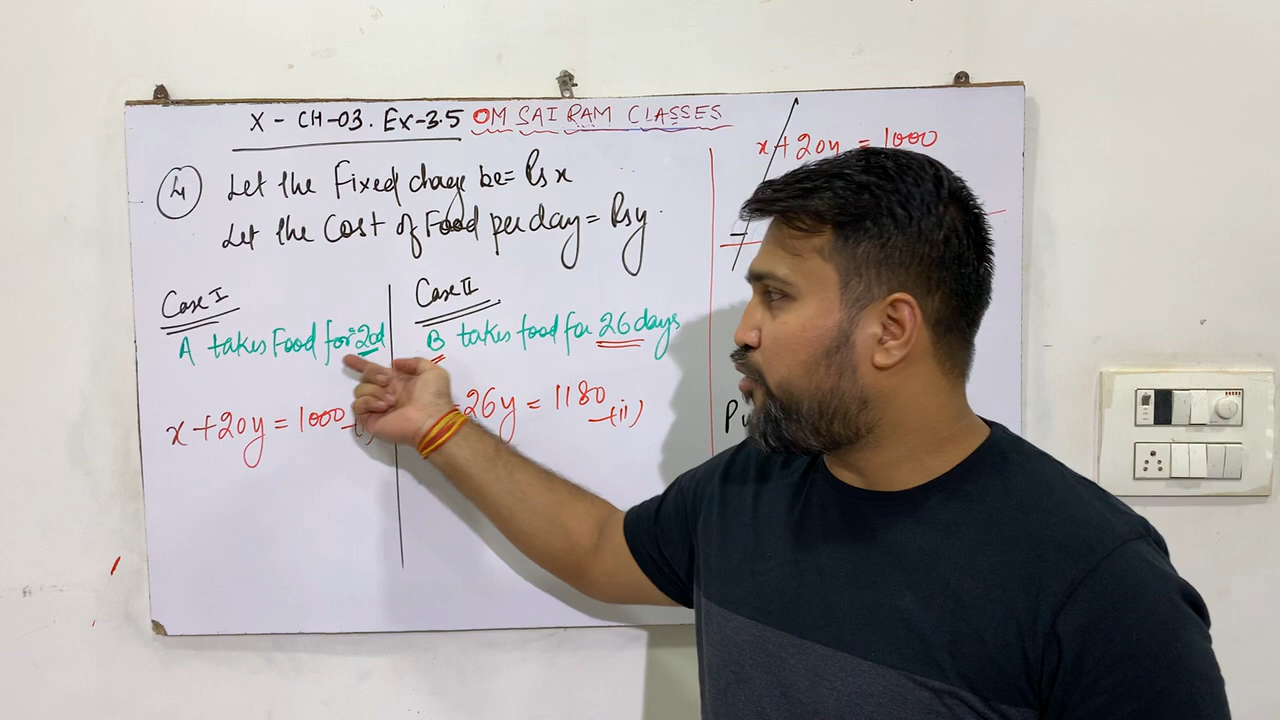 X - CH-03. Ex-3.5 OM SAI RAM CLASSES
(4) Let the Fixed charge be = Rs x
Let the Cost of Food per day = Rs y.
Case I
A takes Food for = 20d
x + 20y = 1000
Case II
B takes food for 26 days
26y = 1180 —(ii)
x + 20y = 1000